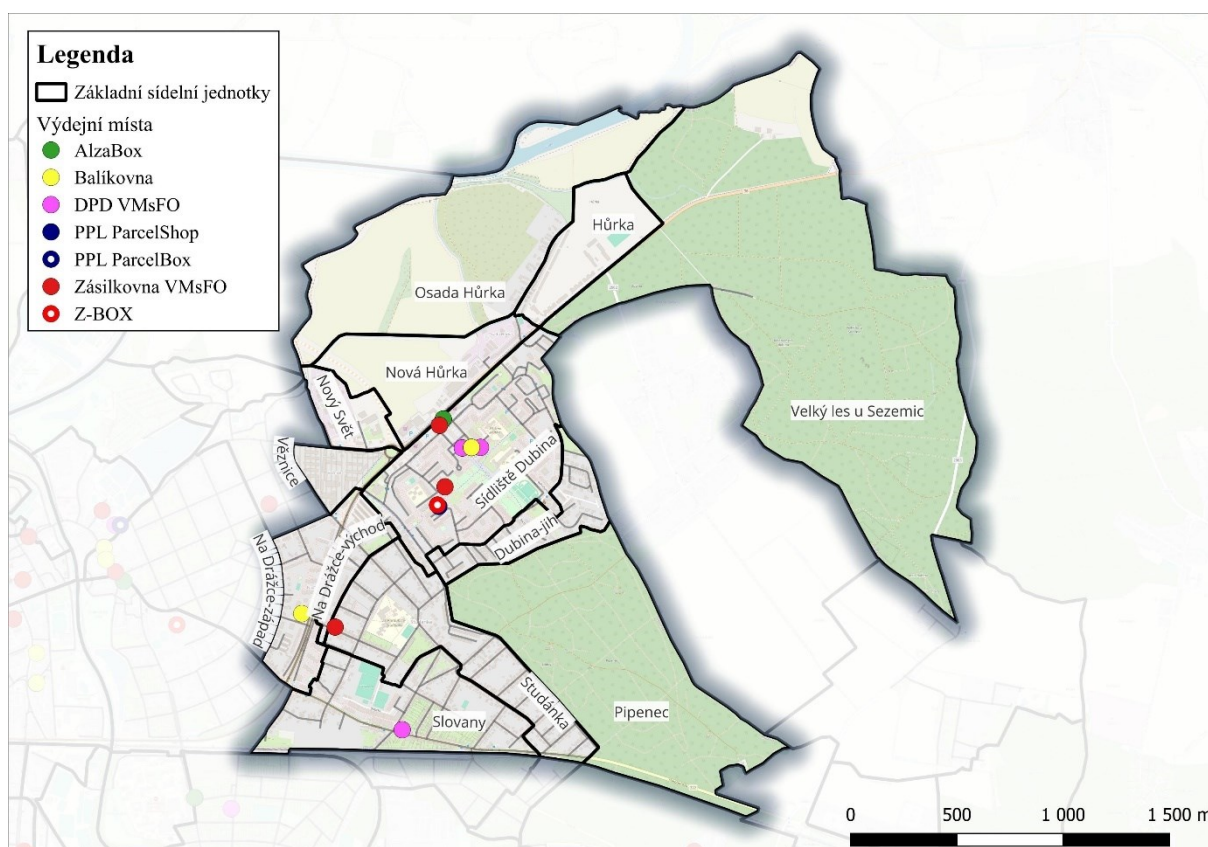 Legenda
Základní sídelní jednotky
Výdejní místa
AlzaBox
Balíkovna
DPD VMsFO
PPL ParcelShop
PPL ParcelBox
Zásilkovna VMsFO
Z-BOX
Hůrka
Osada Hůrka
Nová Hůrka
Nový Svět
Velký les u Sezemic
Věznice
Sídliště Dubina
Dubina-jih
Na Drážce-východ
Na Drážce-západ
Studánka
Pipenec
Slovany
0 500 1 000 1 500 m